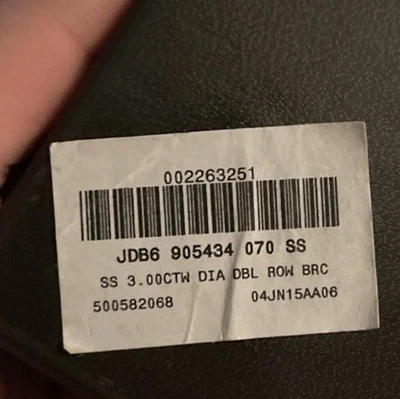 002263251
JDB6 905434 070 SS
SS 3.00CTW DIA DBL ROW BRC
500582068 04JN15AA06